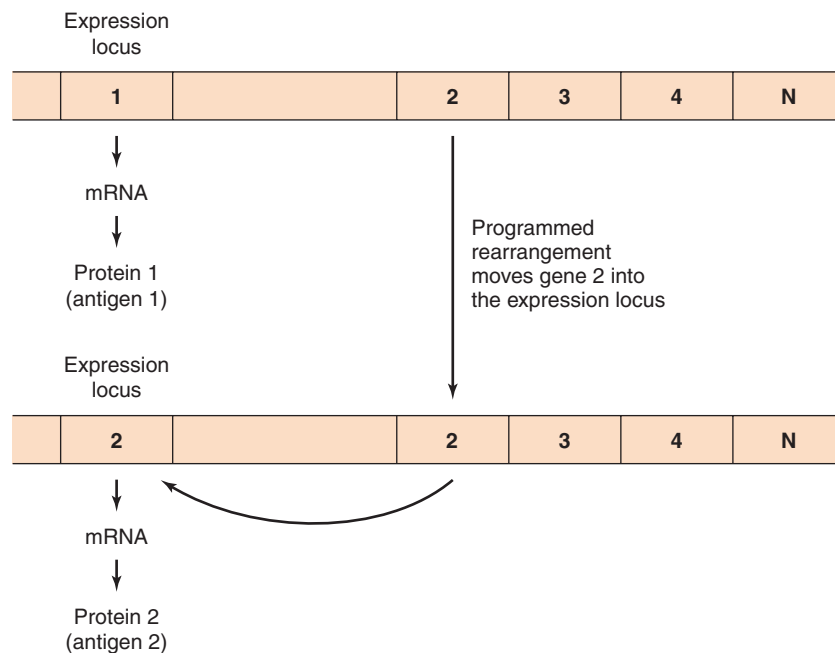 Expression
locus
1 2 3 4 N
mRNA
Protein 1
(antigen 1)
Programmed
rearrangement
moves gene 2 into
the expression locus
Expression
locus
2 2 3 4 N
mRNA
Protein 2
(antigen 2)